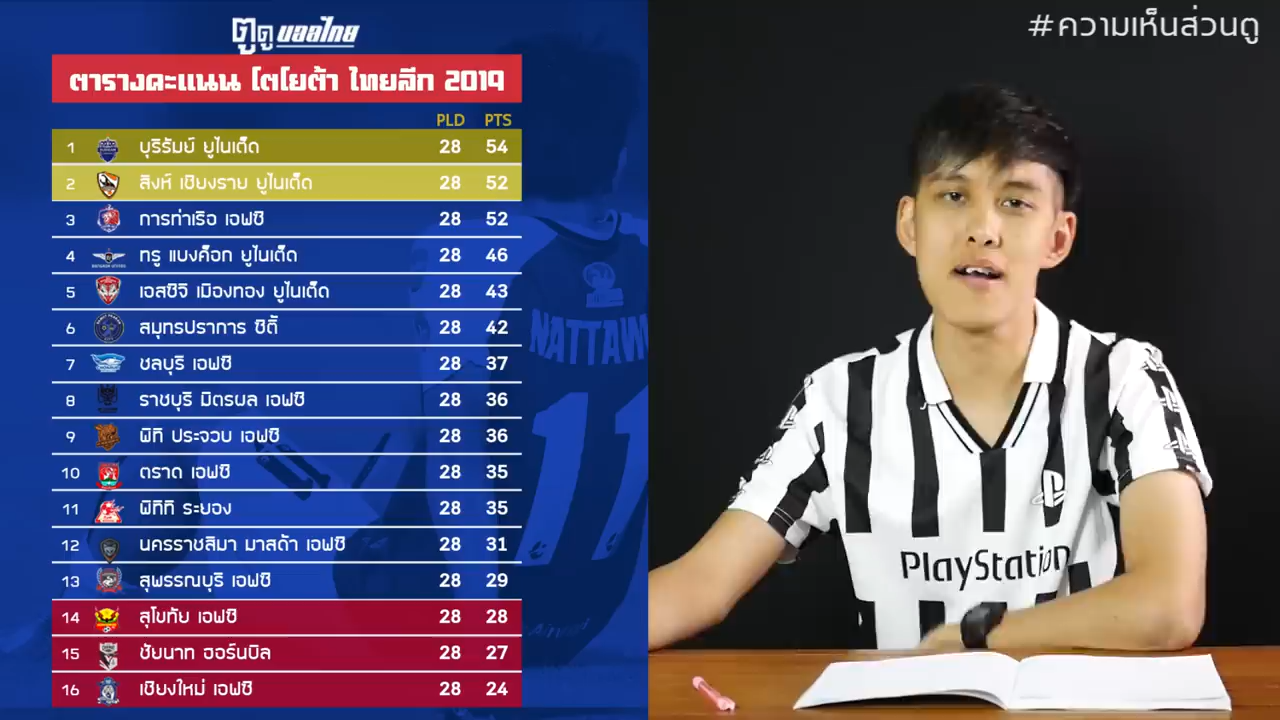 ตูดู บอลไทย
#ความเห็นส่วนตู
ตารางคะแนน โตโยต้า ไทยลีก 2019
PLD PTS
1 บุริรัมย์ ยูไนเต็ด 28 54
2 สิงห์ เชียงราย ยูไนเต็ด 28 52
3 การท่าเรือ เอฟซี 28 52
4 ทรู แบงค็อก ยูไนเต็ด 28 46
5 เอสซีจี เมืองทอง ยูไนเต็ด 28 43
6 สมุทรปราการ ซิตี้ 28 42
7 ชลบุรี เอฟซี 28 37
8 ราชบุรี มิตรผล เอฟซี 28 36
9 พีที ประจวบ เอฟซี 28 36
10 ตราด เอฟซี 28 35
11 พีทีที ระยอง 28 35
12 นครราชสีมา มาสด้า เอฟซี 28 31
13 สุพรรณบุรี เอฟซี 28 29
14 สุโขทัย เอฟซี 28 28
15 ชัยนาท ฮอร์นบิล 28 27
16 เชียงใหม่ เอฟซี 28 24
NATTAW
11
PlayStation